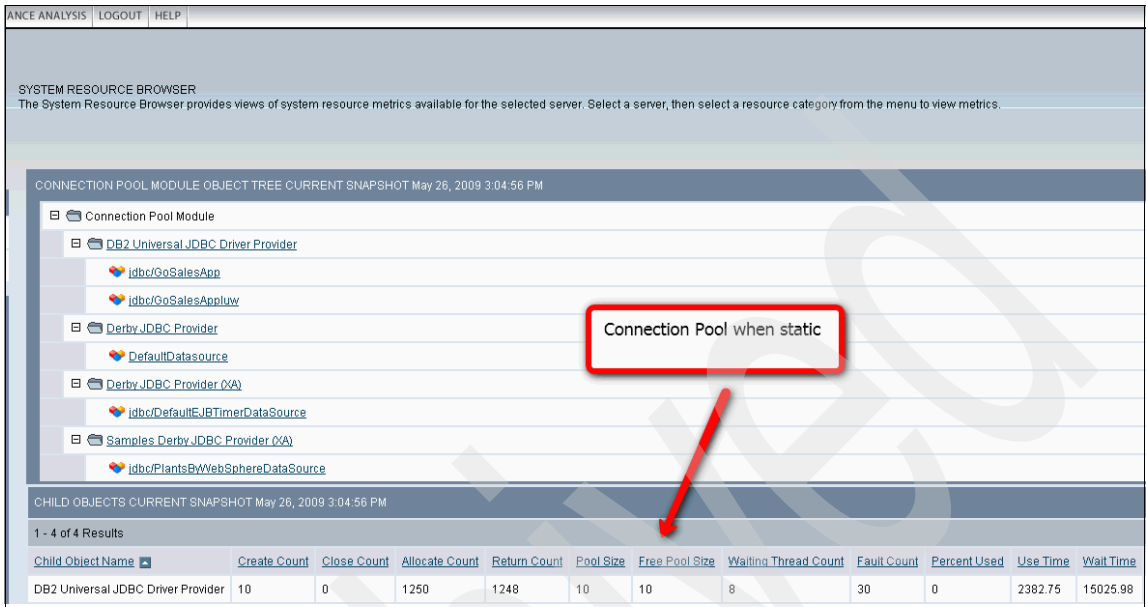 ANCE ANALYSIS LOGOUT HELP
SYSTEM RESOURCE BROWSER
The System Resource Browser provides views of system resource metrics available for the selected server. Select a server, then select a resource category from the menu to view metrics.
CONNECTION POOL MODULE OBJECT TREE CURRENT SNAPSHOT May 26, 2009 3:04:56 PM
Connection Pool Module
DB2 Universal JDBC Driver Provider
jdbc/GoSalesApp
jdbc/GoSalesAppluw
Derby JDBC Provider
DefaultDatasource
Derby JDBC Provider (XA)
jdbc/DefaultEJBTimerDataSource
Samples Derby JDBC Provider (XA)
jdbc/PlantsByWebSphereDataSource
Connection Pool when static
CHILD OBJECTS CURRENT SNAPSHOT May 26, 2009 3:04:56 PM
1 - 4 of 4 Results
Child Object Name Create Count Close Count Allocate Count Return Count Pool Size Free Pool Size Waiting Thread Count Fault Count Percent Used Use Time Wait Time
DB2 Universal JDBC Driver Provider 10 0 1250 1248 10 10 8 30 0 2382.75 15025.98